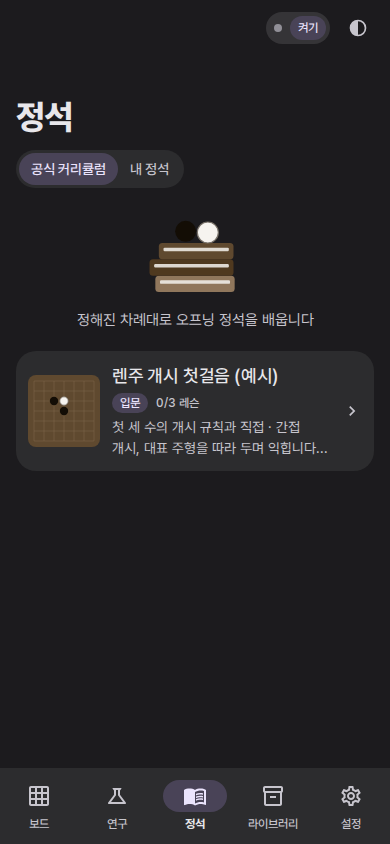 켜기
정석
공식 커리큘럼
내 정석
정해진 차례대로 오프닝 정석을 배웁니다
렌주 개시 첫걸음 (예시)
입문 0/3 레슨
첫 세 수의 개시 규칙과 직접 · 간접
개시, 대표 주형을 따라 두며 익힙니다...
보드
연구
정석
라이브러리
설정